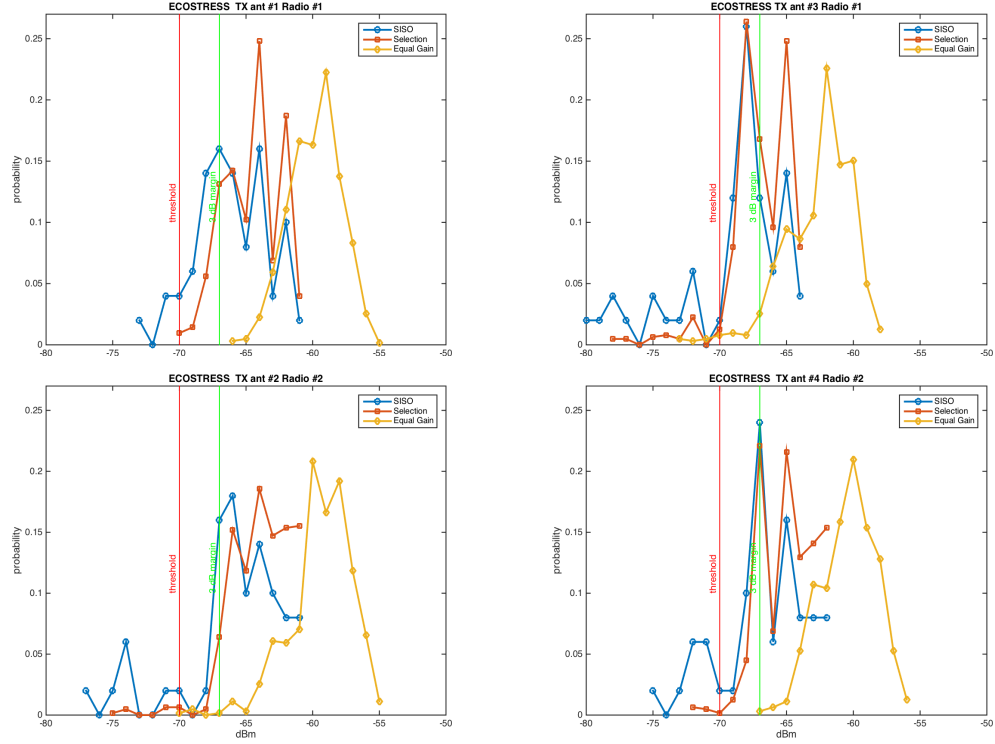 ECOSTRESS TX ant #1 Radio #1
SISO
Selection
Equal Gain
0.25
0.2
0.15
0.1
0.05
0
probability
threshold
3 dB margin
-80
-75
-70
-65
-60
-55
-50
ECOSTRESS TX ant #3 Radio #1
SISO
Selection
Equal Gain
0.25
0.2
0.15
0.1
0.05
0
probability
threshold
3 dB margin
-80
-75
-70
-65
-60
-55
-50
ECOSTRESS TX ant #2 Radio #2
SISO
Selection
Equal Gain
0.25
0.2
0.15
0.1
0.05
0
probability
threshold
3 dB margin
-80
-75
-70
-65
-60
-55
-50
dBm
ECOSTRESS TX ant #4 Radio #2
SISO
Selection
Equal Gain
0.25
0.2
0.15
0.1
0.05
0
probability
threshold
3 dB margin
-80
-75
-70
-65
-60
-55
-50
dBm